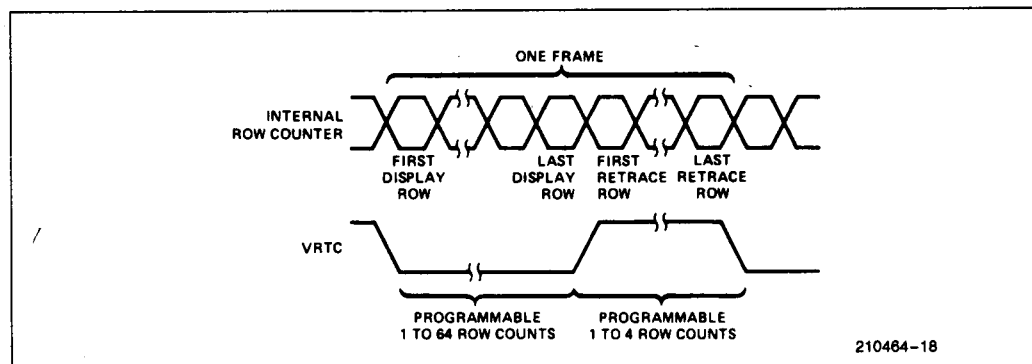 ONE FRAME
INTERNAL
ROW COUNTER
FIRST
DISPLAY
ROW
LAST
DISPLAY
ROW
FIRST
RETRACE
ROW
LAST
RETRACE
ROW
VRTC
PROGRAMMABLE
1 TO 64 ROW COUNTS
PROGRAMMABLE
1 TO 4 ROW COUNTS
210464-18